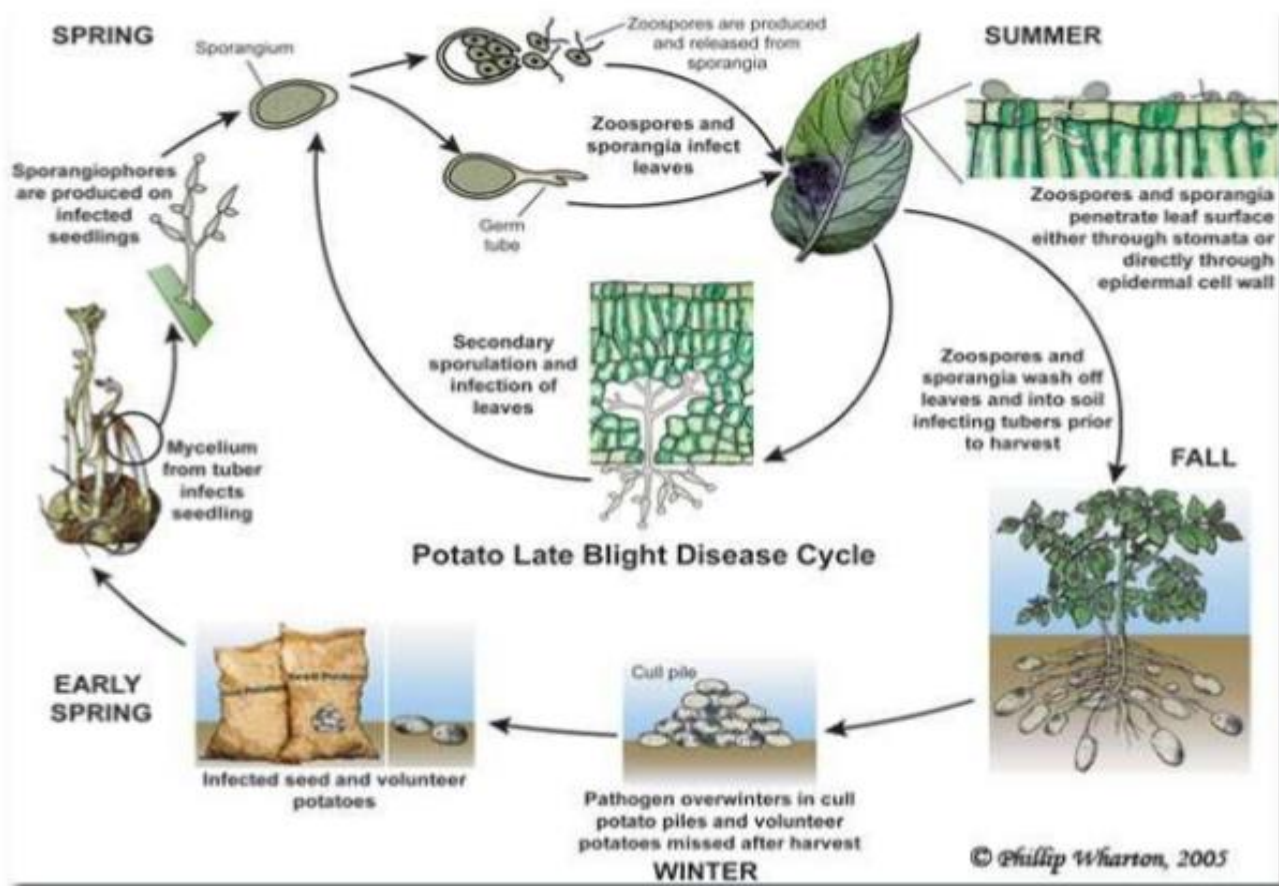 SPRING
Sporangium
Zoospores are produced
and released from
sporangia
SUMMER
Sporangiophores
are produced on
infected
seedlings
Zoospores and
sporangia infect
leaves
Germ
tube
Zoospores and sporangia
penetrate leaf surface
either through stomata or
directly through
epidermal cell wall
Secondary
sporulation and
infection of
leaves
Zoospores and
sporangia wash off
leaves and into soil
infecting tubers prior
to harvest
FALL
Mycelium
from tuber
infects
seedling
Potato Late Blight Disease Cycle
EARLY
SPRING
Infected seed and volunteer
potatoes
Cull pile
Pathogen overwinters in cull
potato piles and volunteer
potatoes missed after harvest
WINTER
© Phillip Wharton, 2005